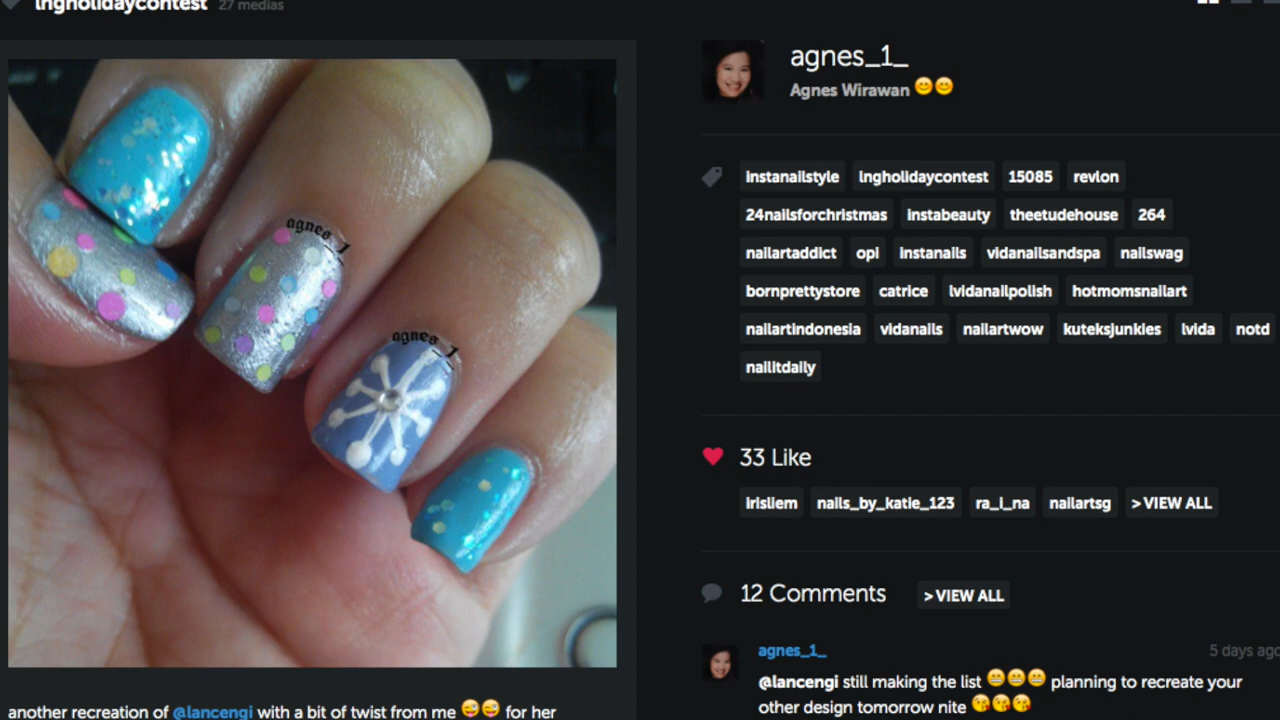 lngholidaycontest 27 medias
agnes_1_
Agnes Wirawan 😊😊
instanailstyle lngholidaycontest 15085 revlon
24nailsforchristmas instabeauty theetudehouse 264
nailartaddict opi instanails vidanailsandspa nailswag
bornprettystore catrice lvidanailpolish hotmomsnailart
nailartindonesia vidanails nailartwow kuteksjunkies lvida notd
nailitdaily
33 Like
irisliem nails_by_katie_123 ra_i_na nailartsg > VIEW ALL
12 Comments > VIEW ALL
agnes_1_ 5 days ago
@lancengi still making the list 😁😁😁 planning to recreate your
other design tomorrow nite 😘😘😘
agnes_1
agnes_1
another recreation of @lancengi with a bit of twist from me 😜😜 for her